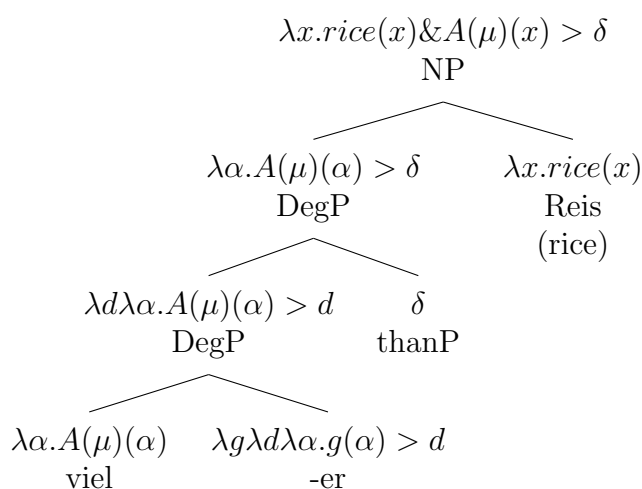 λx.rice(x)&A(μ)(x) > δ
NP
λα.A(μ)(α) > δ λx.rice(x)
DegP Reis
(rice)
λdλα.A(μ)(α) > d δ
DegP thanP
λα.A(μ)(α) λgλdλα.g(α) > d
viel -er